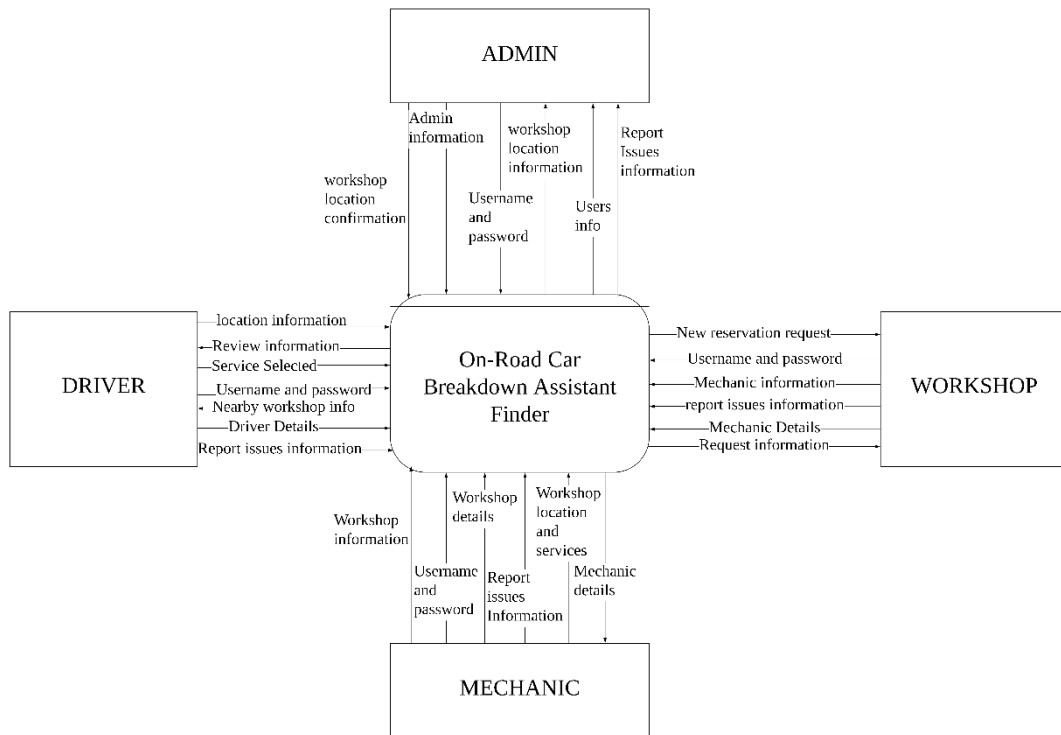 ADMIN
Admin
information
workshop
location
confirmation
Username
and
password
workshop
location
information
Users
info
Report
Issues
information
DRIVER
location information
Review information
Service Selected
Username and password
Nearby workshop info
Driver Details
Report issues information
On-Road Car
Breakdown Assistant
Finder
New reservation request
Username and password
Mechanic information
report issues information
Mechanic Details
Request information
WORKSHOP
Workshop
information
Username
and
password
Workshop
details
Report
issues
Information
Workshop
location
and
services
Mechanic
details
MECHANIC